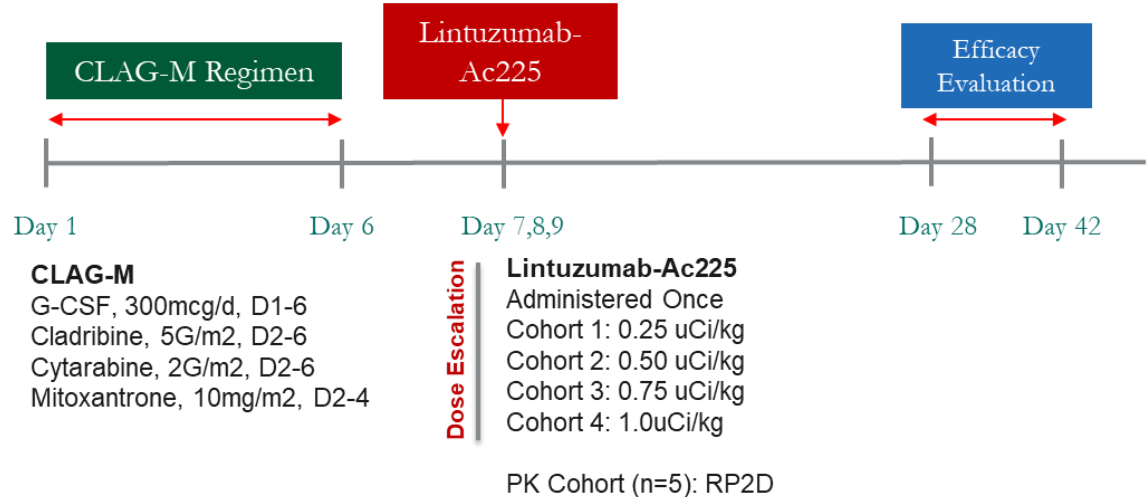 CLAG-M Regimen
Lintuzumab-
Ac225
Efficacy
Evaluation
Day 1
Day 6
Day 7,8,9
Day 28
Day 42
CLAG-M
G-CSF, 300mcg/d, D1-6
Cladribine, 5G/m2, D2-6
Cytarabine, 2G/m2, D2-6
Mitoxantrone, 10mg/m2, D2-4
Dose Escalation
Lintuzumab-Ac225
Administered Once
Cohort 1: 0.25 uCi/kg
Cohort 2: 0.50 uCi/kg
Cohort 3: 0.75 uCi/kg
Cohort 4: 1.0uCi/kg
PK Cohort (n=5): RP2D